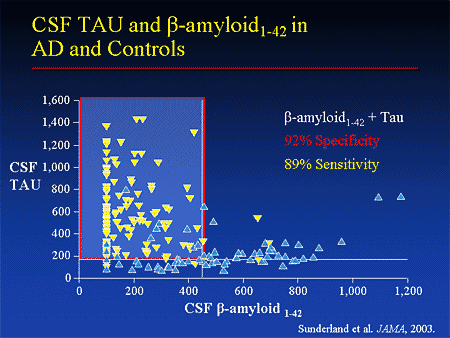 CSF TAU and β-amyloid1-42 in
AD and Controls
1,600
1,400
1,200
1,000
800
600
400
200
0
CSF
TAU
β-amyloid1-42 + Tau
92% Specificity
89% Sensitivity
0 200 400 600 800 1,000 1,200
CSF β-amyloid 1-42
Sunderland et al. JAMA, 2003.